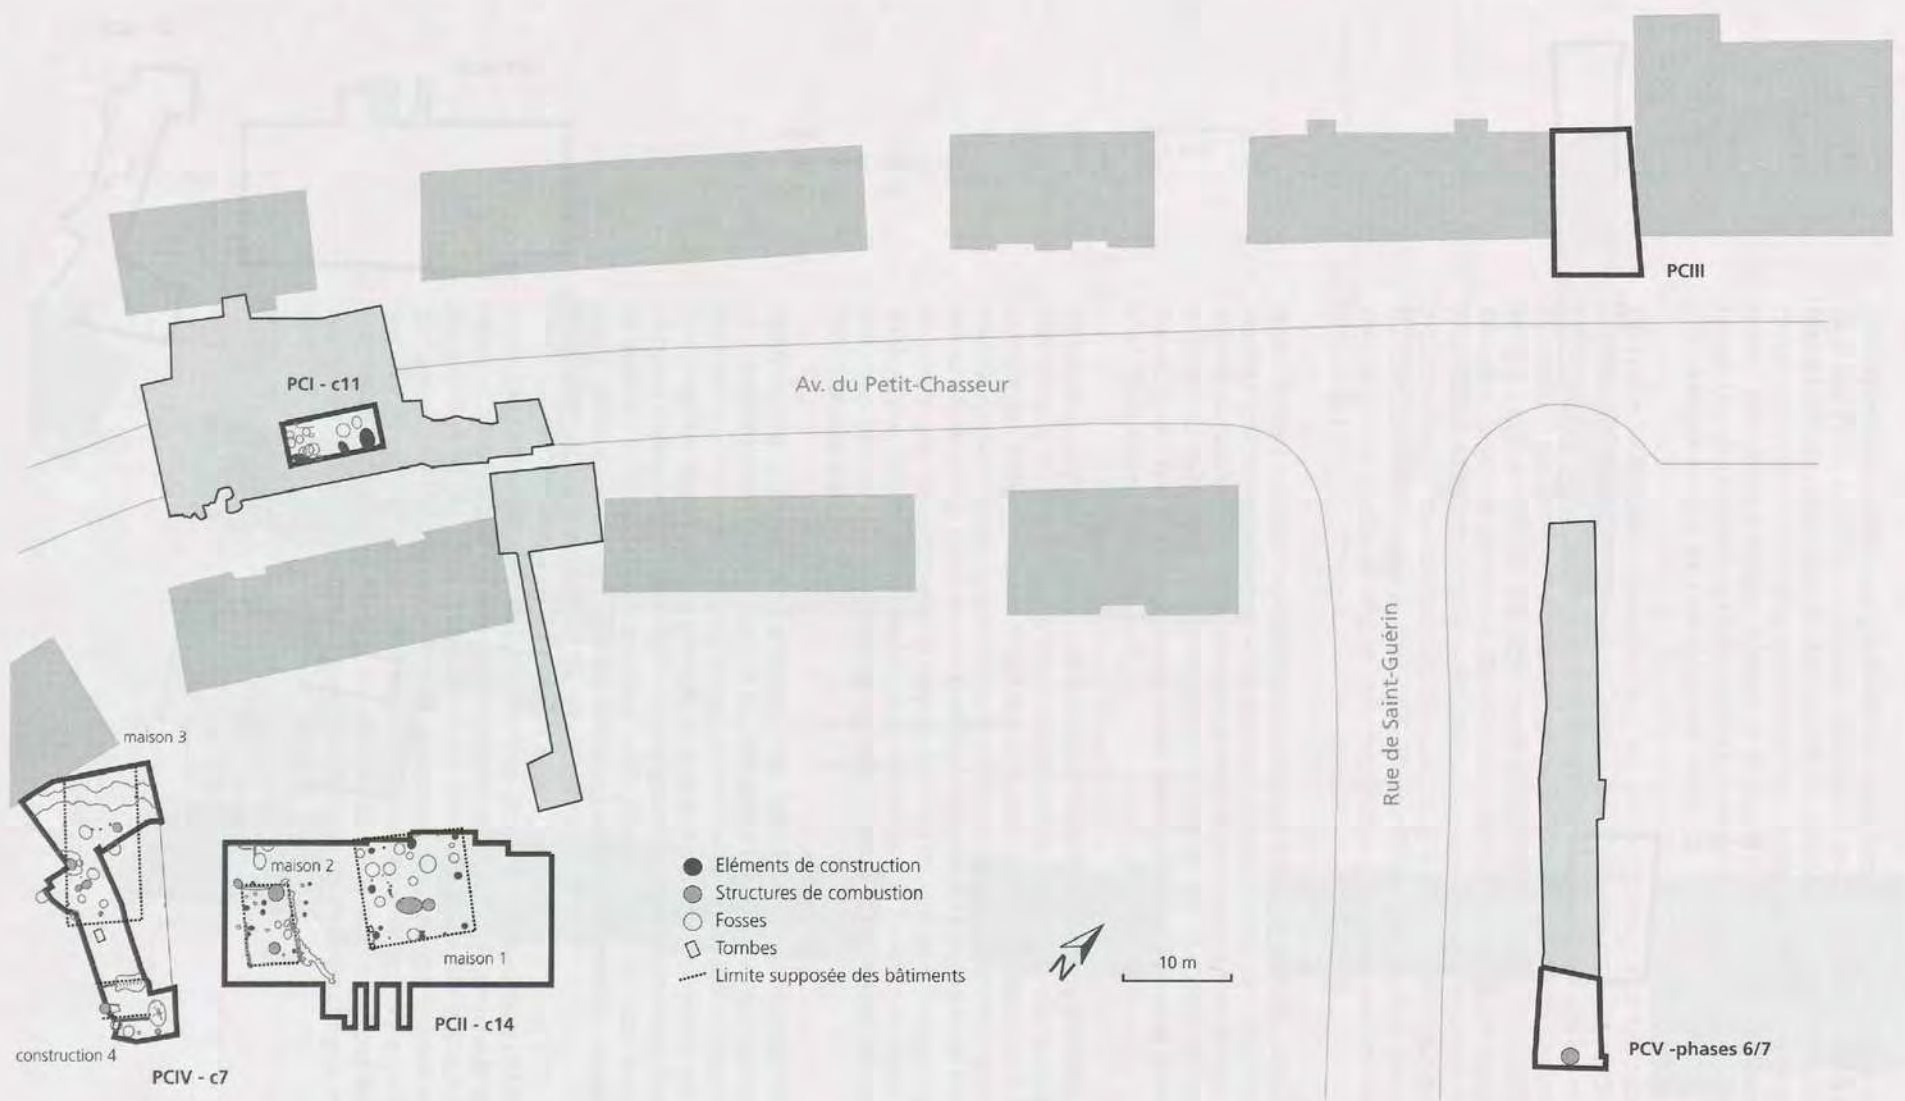 PCIII
PCI - c11
Av. du Petit-Chasseur
Rue de Saint-Guérin
maison 3
maison 2
maison 1
Eléments de construction
Structures de combustion
Fosses
Tombes
Limite supposée des bâtiments
N
10 m
PCII - c14
construction 4
PCIV - c7
PCV -phases 6/7